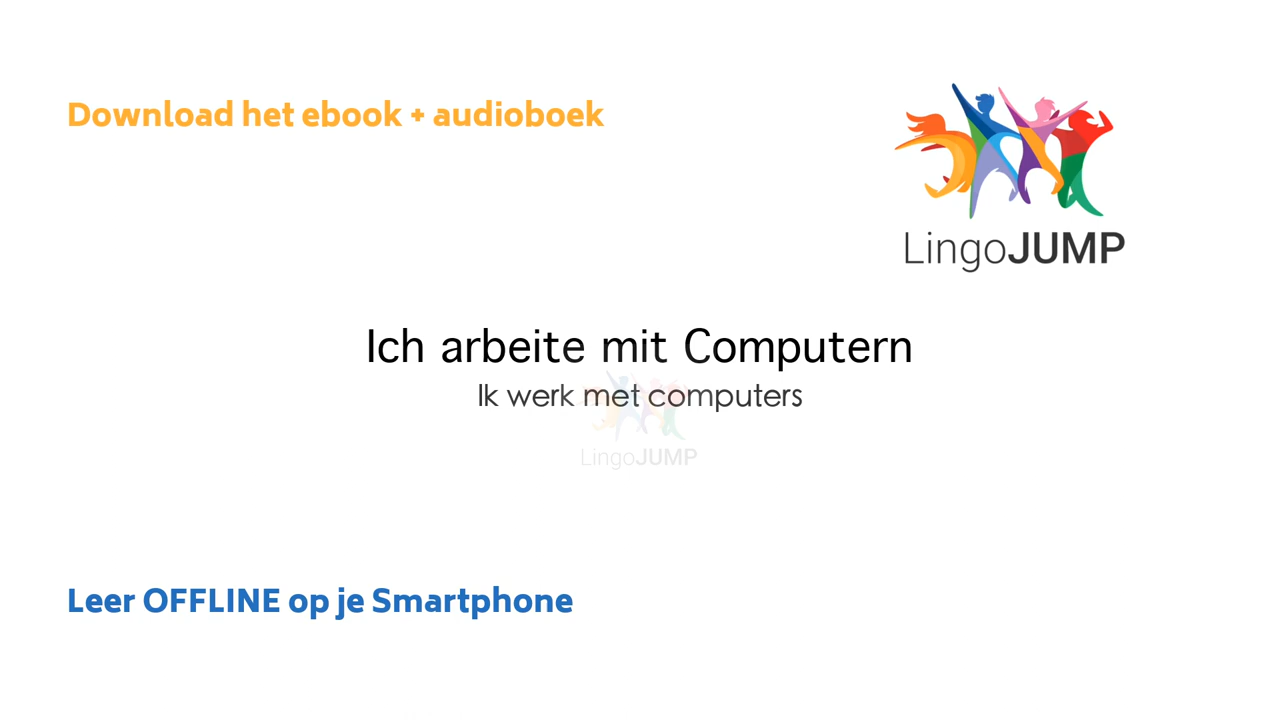 Download het ebook + audioboek
LingoJUMP
Ich arbeite mit Computern
Ik werk met computers
LingoJUMP
Leer OFFLINE op je Smartphone